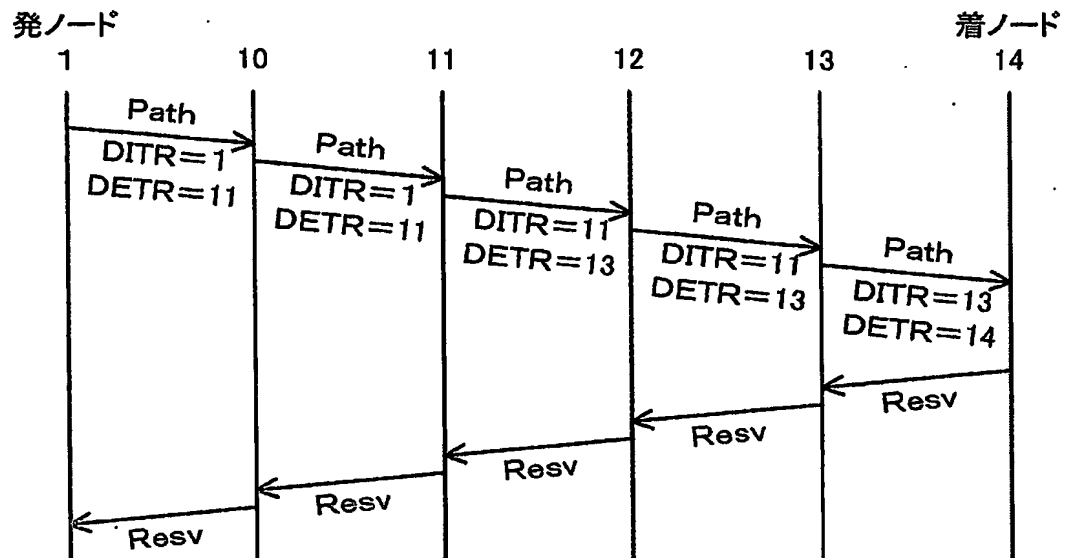 発ノード 着ノード
1 10 11 12 13 14
Path
DITR=1
DETR=11
Path
DITR=1
DETR=11
Path
DITR=11
DETR=13
Path
DITR=11
DETR=13
Path
DITR=13
DETR=14
Resv
Resv
Resv
Resv
Resv